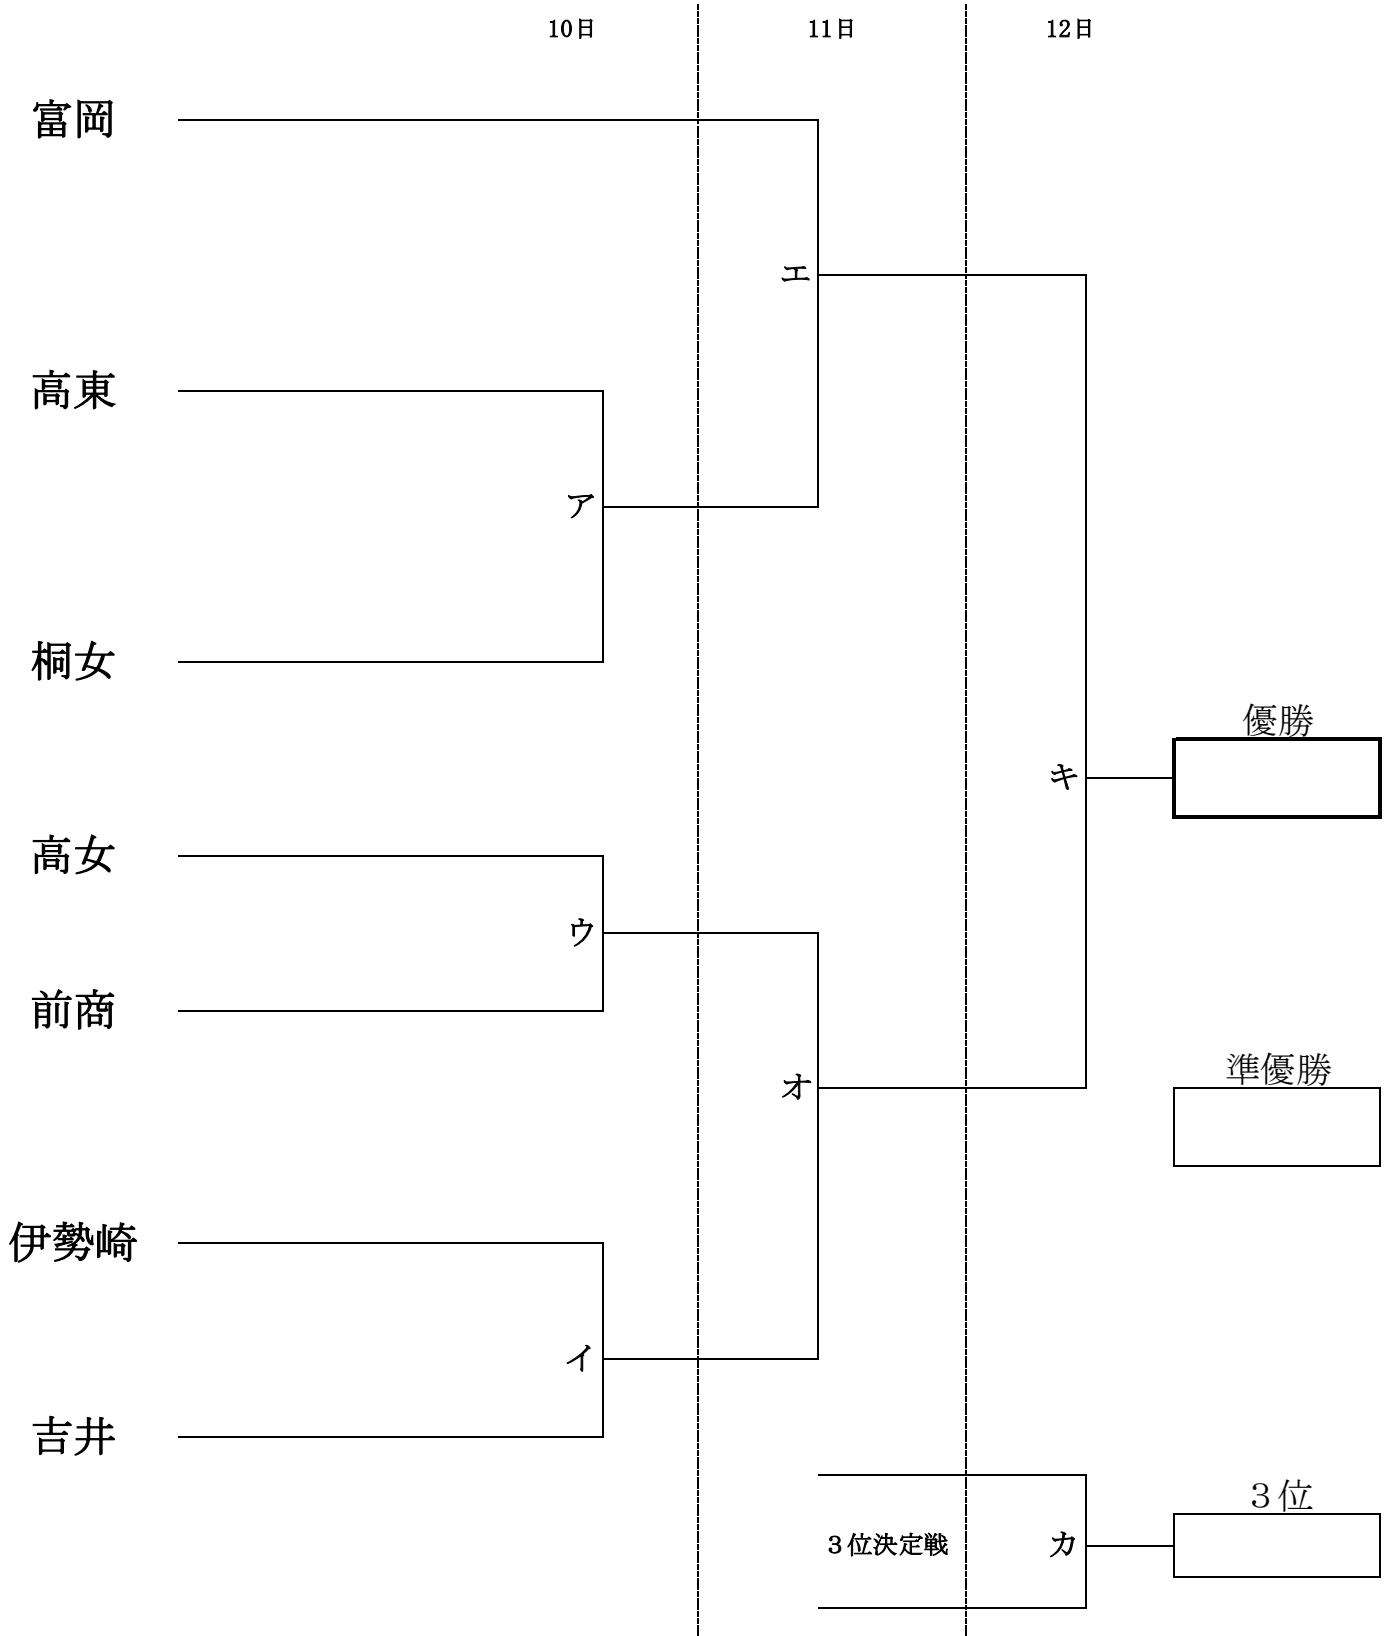 10日 11日 12日
富岡
エ
高東
ア
桐女
優勝
キ
高女
ウ
前商
準優勝
オ
伊勢崎
イ
吉井
３位
３位決定戦 カ